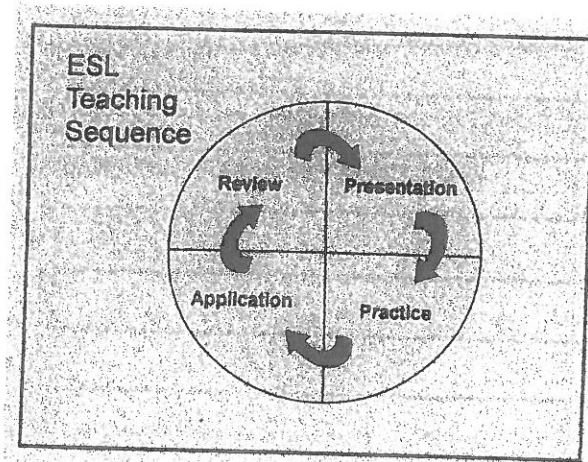 ESL
Teaching
Sequence
Review
Presentation
Application
Practice